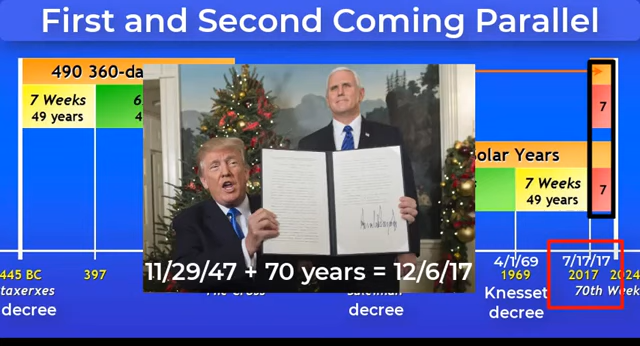 First and Second Coming Parallel
490 360-da
7 Weeks
49 years
6
4
olar Years
7 Weeks
49 years
7
7
11/29/47 + 70 years = 12/6/17
445 BC
397
4/1/69
1969
7/17/17
2017
2024
taxerxes
70th Week
decree
decree
Knesset
decree